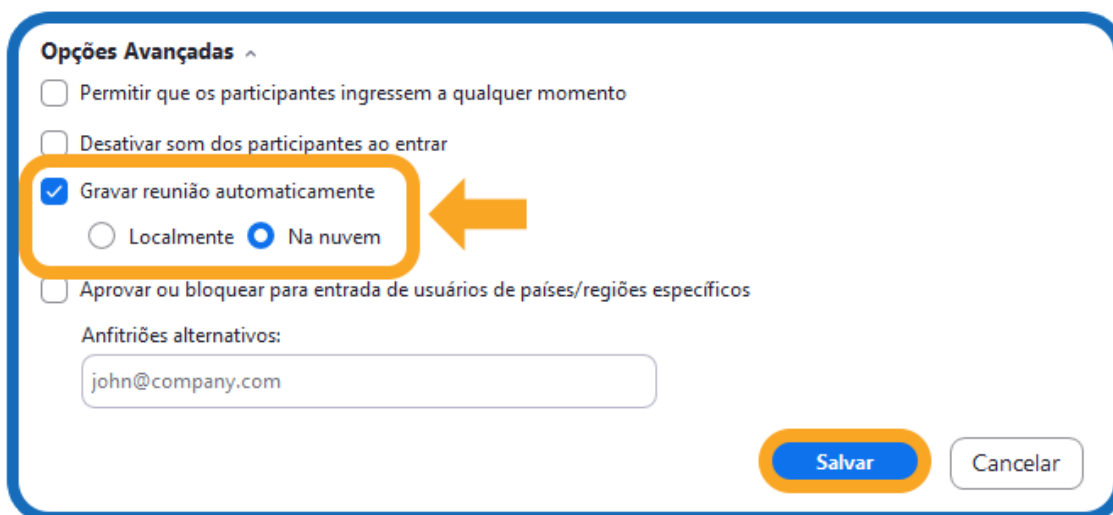 Opções Avançadas
Permitir que os participantes ingressem a qualquer momento
Desativar som dos participantes ao entrar
Gravar reunião automaticamente
Localmente Na nuvem
Aprovar ou bloquear para entrada de usuários de países/regiões específicos
Anfitriões alternativos:
john@company.com
Salvar Cancelar